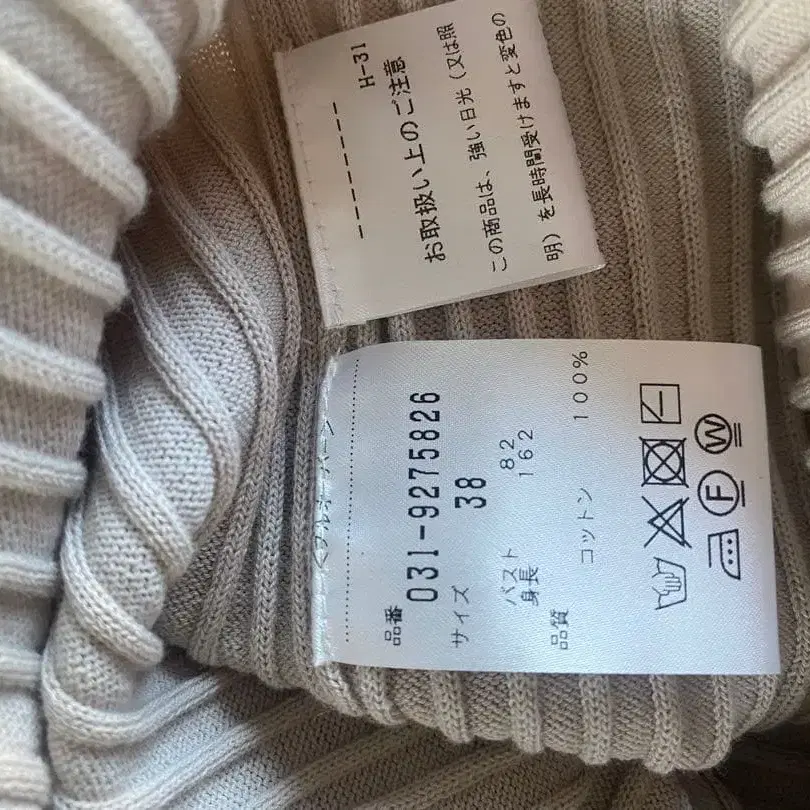 H-31
お取扱い上のご注意
この商品は、強い日光（又は照
明）を長時間受けますと変色の
品番
031-9275826
サイズ 38
バスト 82
身長 162
品質
コットン 100%
F W